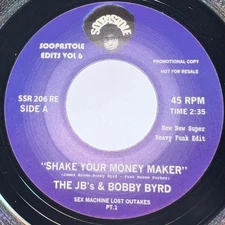 SOOPASTOLE
SOOPASTOLE
EDITS VOL 6
PROMOTIONAL COPY
NOT FOR RESALE
SSR 206 RE
SIDE A
45 RPM
TIME 2:35
New New Super
Heavy Funk Edit
"SHAKE YOUR MONEY MAKER"
THE JB's & BOBBY BYRD
SEX MACHINE LOST OUTAKES
PT.1